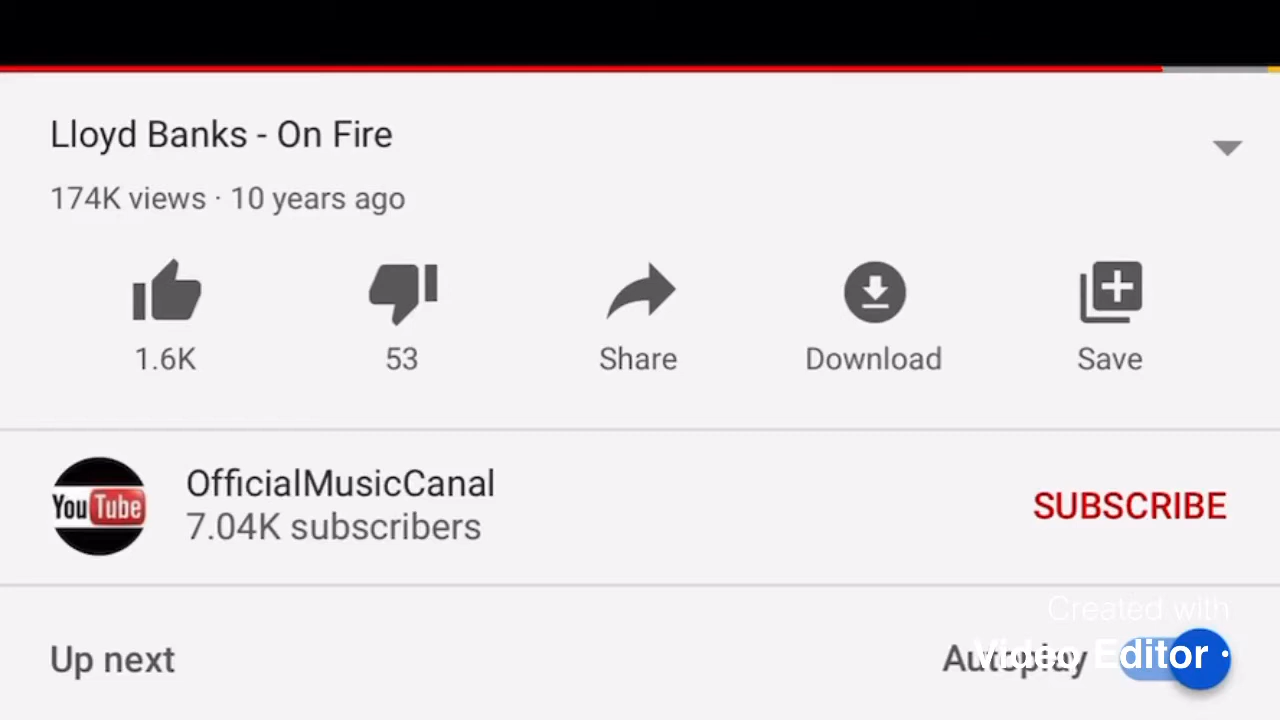 Lloyd Banks - On Fire
174K views · 10 years ago
1.6K
53
Share
Download
Save
You Tube
OfficialMusicCanal
7.04K subscribers
SUBSCRIBE
Up next
Autoplay
Created with
Video Editor ·